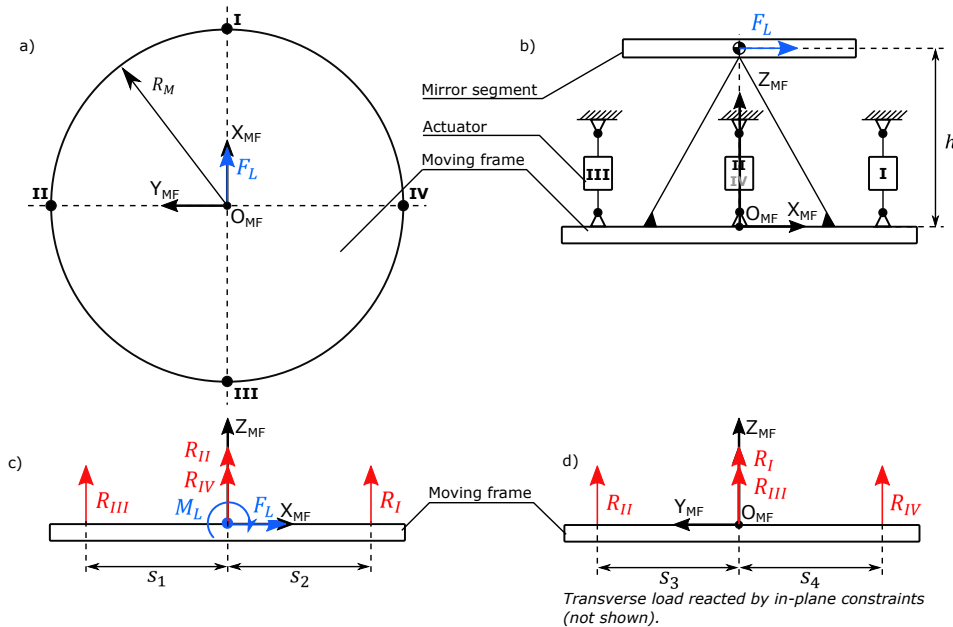 a)
I
R_M
X_MF
F_L
II
Y_MF
O_MF
IV
III
b)
F_L
Z_MF
Mirror segment
Actuator
Moving frame
III
II
IV
I
O_MF
X_MF
h
c)
Z_MF
R_II
R_IV
R_III
M_L
F_L
X_MF
R_I
s_1
s_2
Moving frame
d)
Z_MF
R_I
R_III
R_II
Y_MF
O_MF
R_IV
s_3
s_4
Transverse load reacted by in-plane constraints
(not shown).